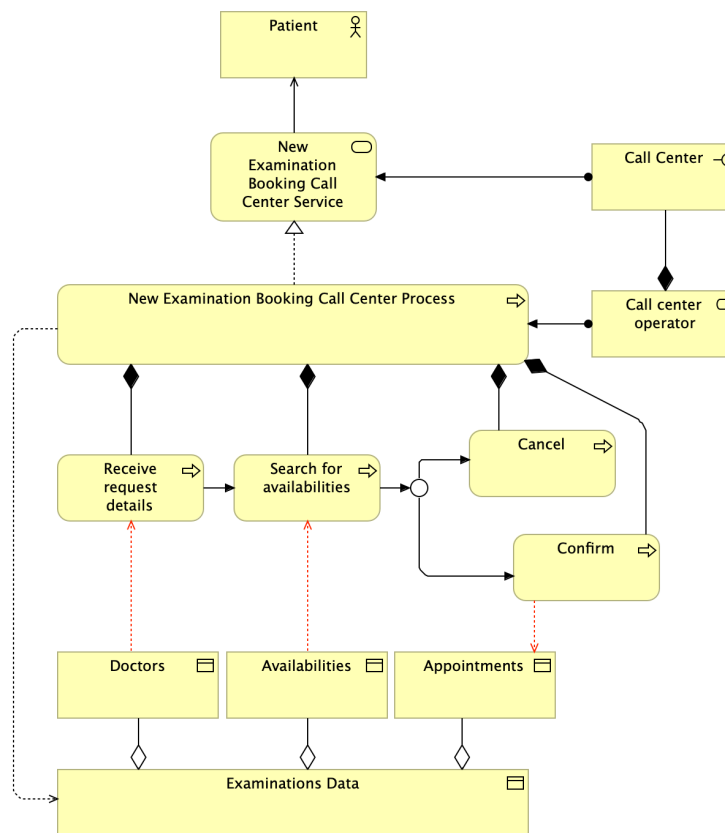 Patient
New
Examination
Booking Call
Center Service
Call Center
New Examination Booking Call Center Process
Call center
operator
Cancel
Receive
request
details
Search for
availabilities
Confirm
Doctors
Availabilities
Appointments
Examinations Data